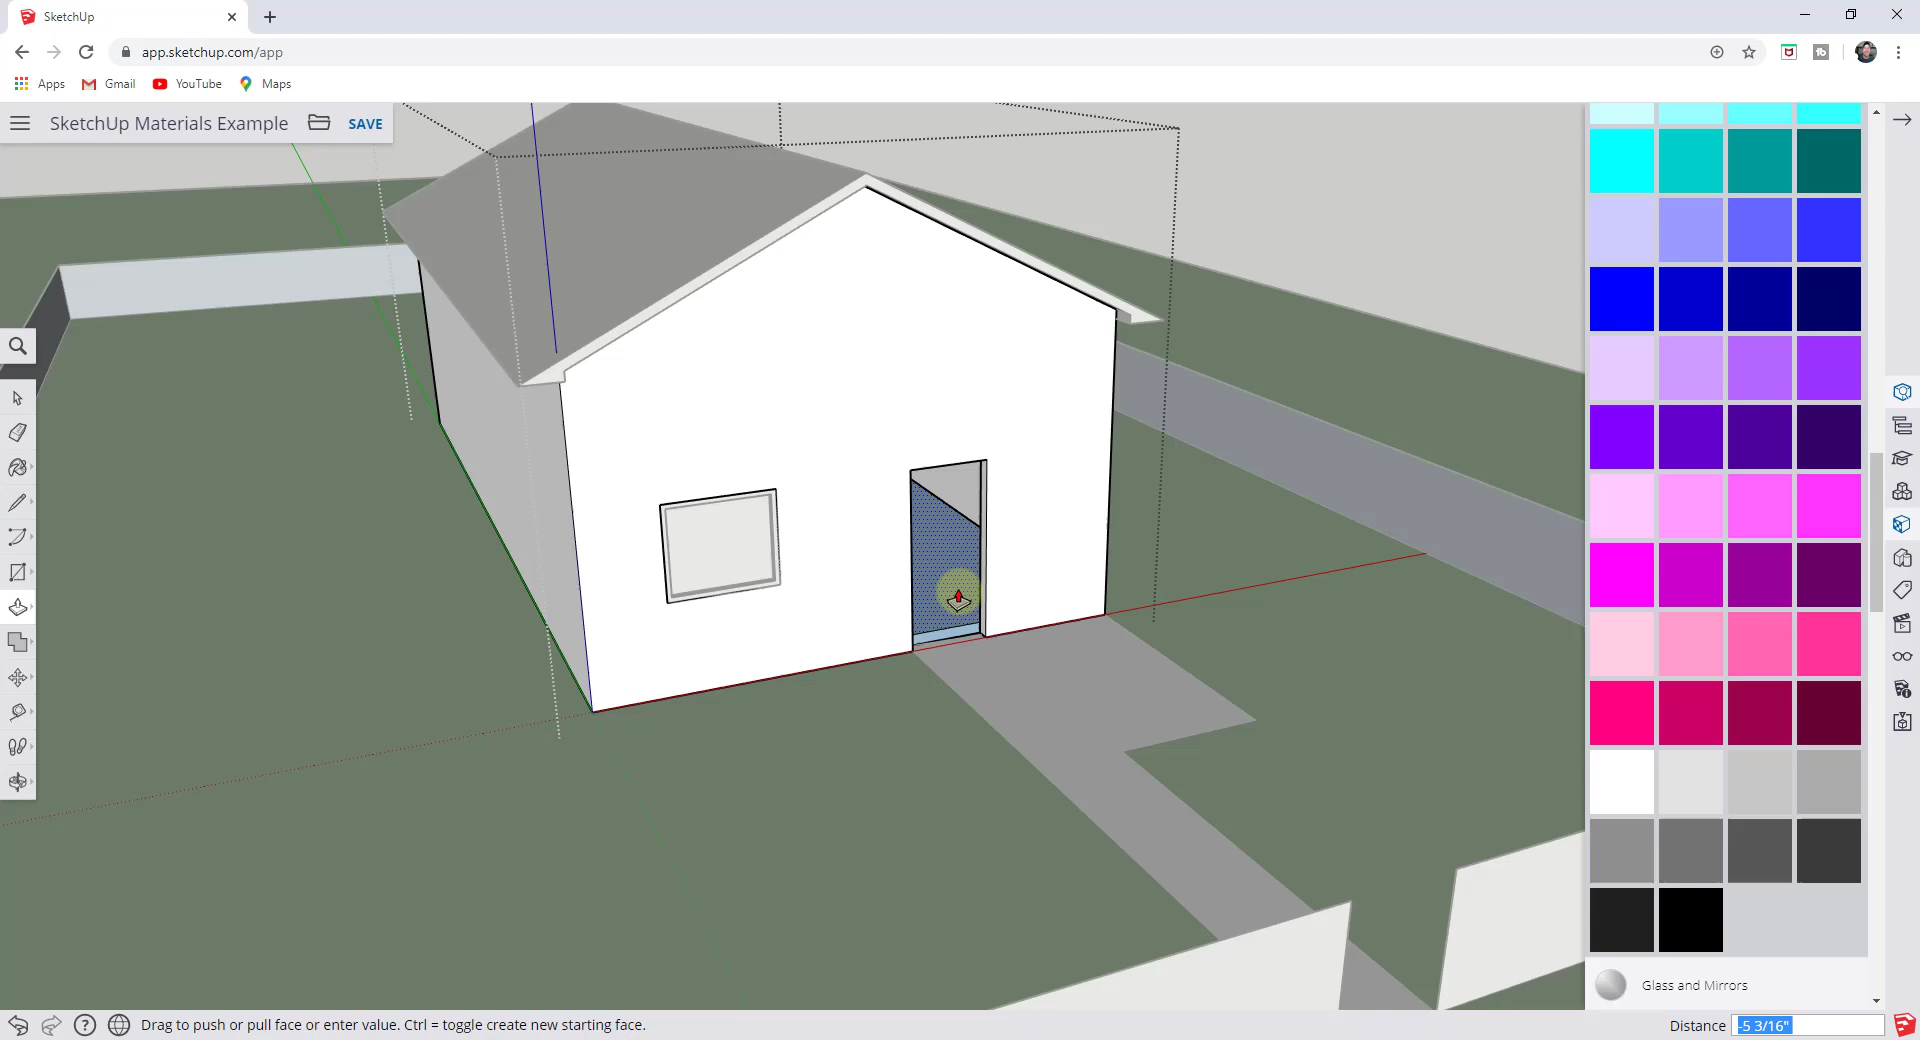 SketchUp
app.sketchup.com/app
Apps Gmail YouTube Maps
SketchUp Materials Example SAVE
Glass and Mirrors
Drag to push or pull face or enter value. Ctrl = toggle create new starting face.
Distance -5 3/16"